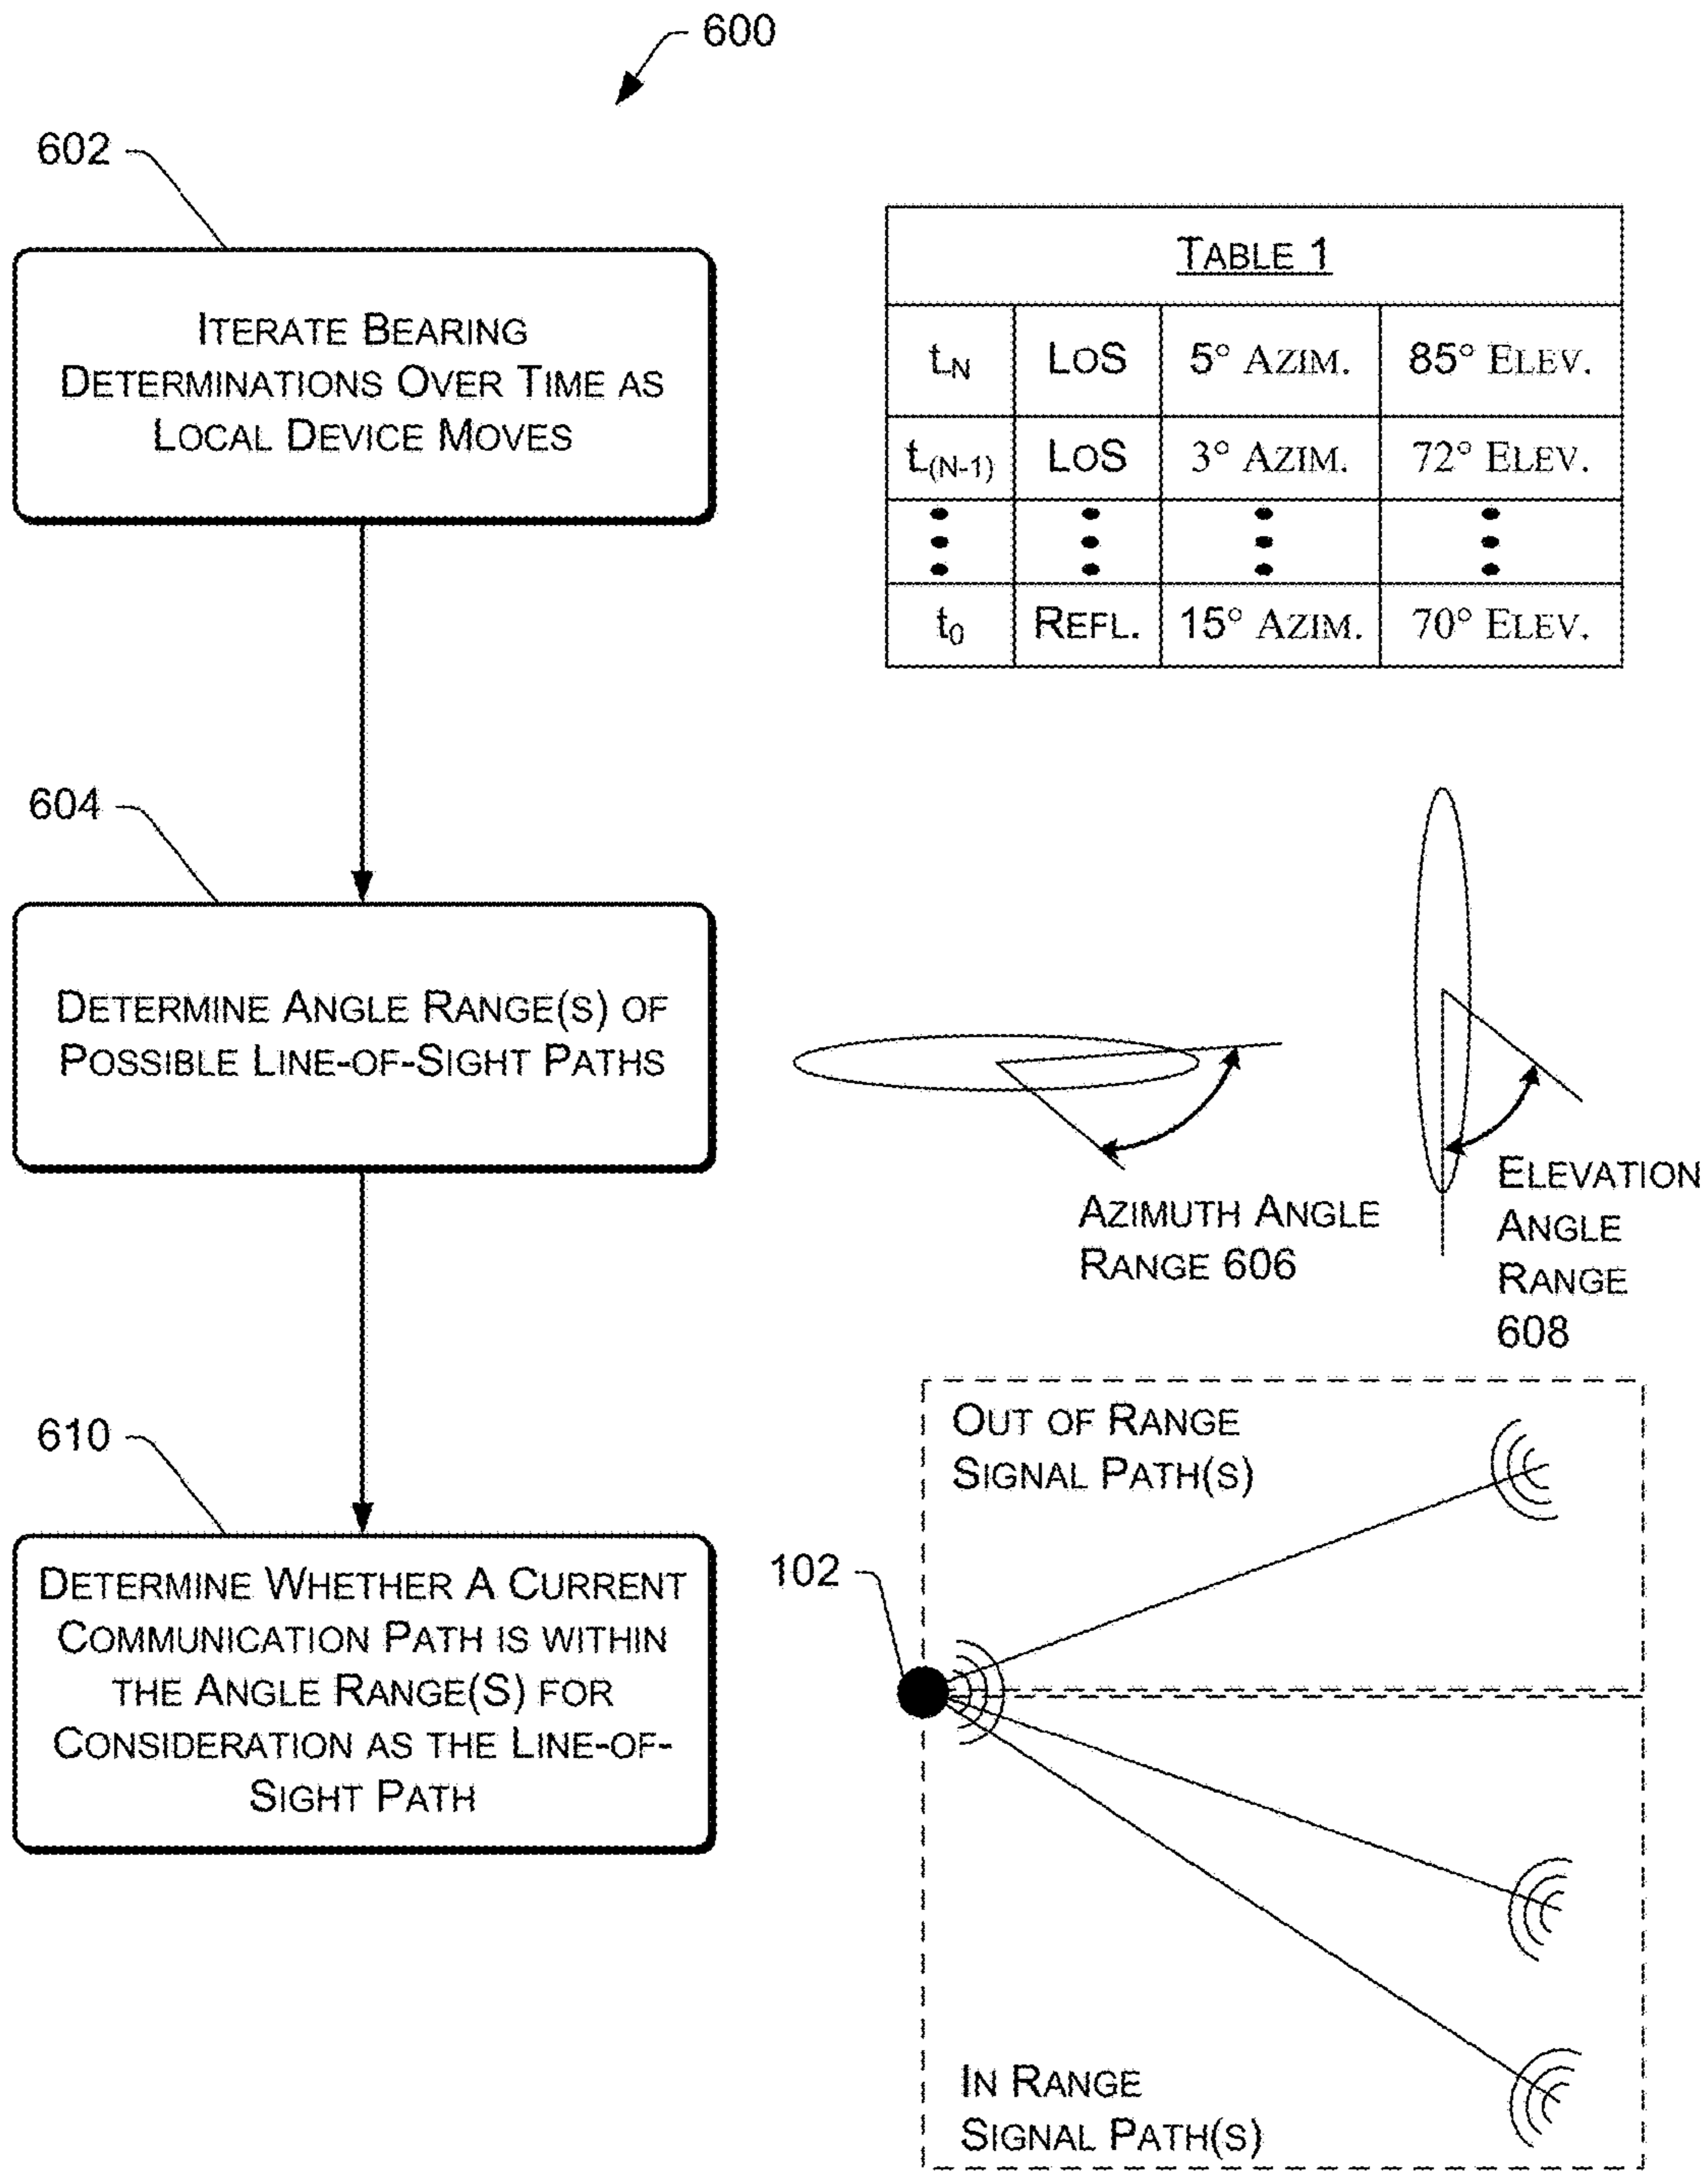 600
602
ITERATE BEARING
DETERMINATIONS OVER TIME AS
LOCAL DEVICE MOVES
TABLE 1
tN LOS 5° AZIM. 85° ELEV.
t(N-1) LOS 3° AZIM. 72° ELEV.
t0 REFL. 15° AZIM. 70° ELEV.
604
DETERMINE ANGLE RANGE(S) OF
POSSIBLE LINE-OF-SIGHT PATHS
AZIMUTH ANGLE
RANGE 606
ELEVATION
ANGLE
RANGE
608
610
DETERMINE WHETHER A CURRENT
COMMUNICATION PATH IS WITHIN
THE ANGLE RANGE(S) FOR
CONSIDERATION AS THE LINE-OF-
SIGHT PATH
OUT OF RANGE
SIGNAL PATH(S)
102
IN RANGE
SIGNAL PATH(S)